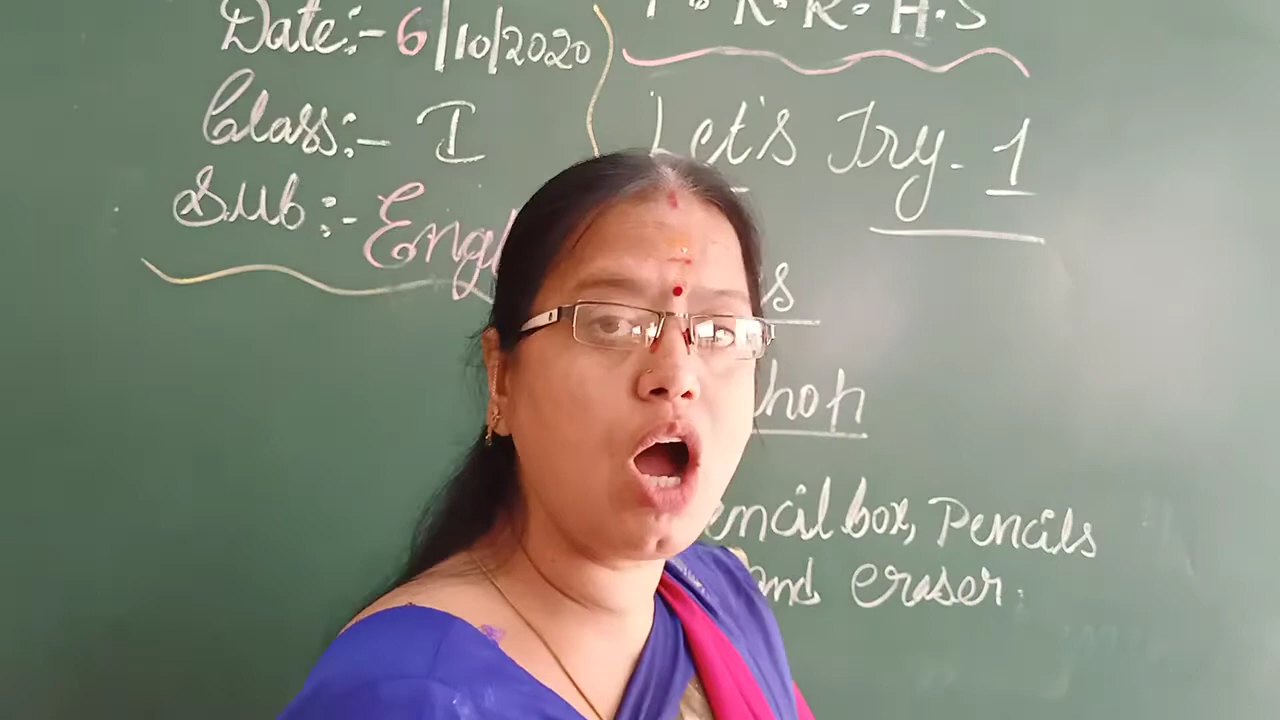 Date:- 6/10/2020
Class:- I
Sub:- Engl
R. R. H. S
Let's Try - 1
s
hop
encil box, Pencils
and eraser.